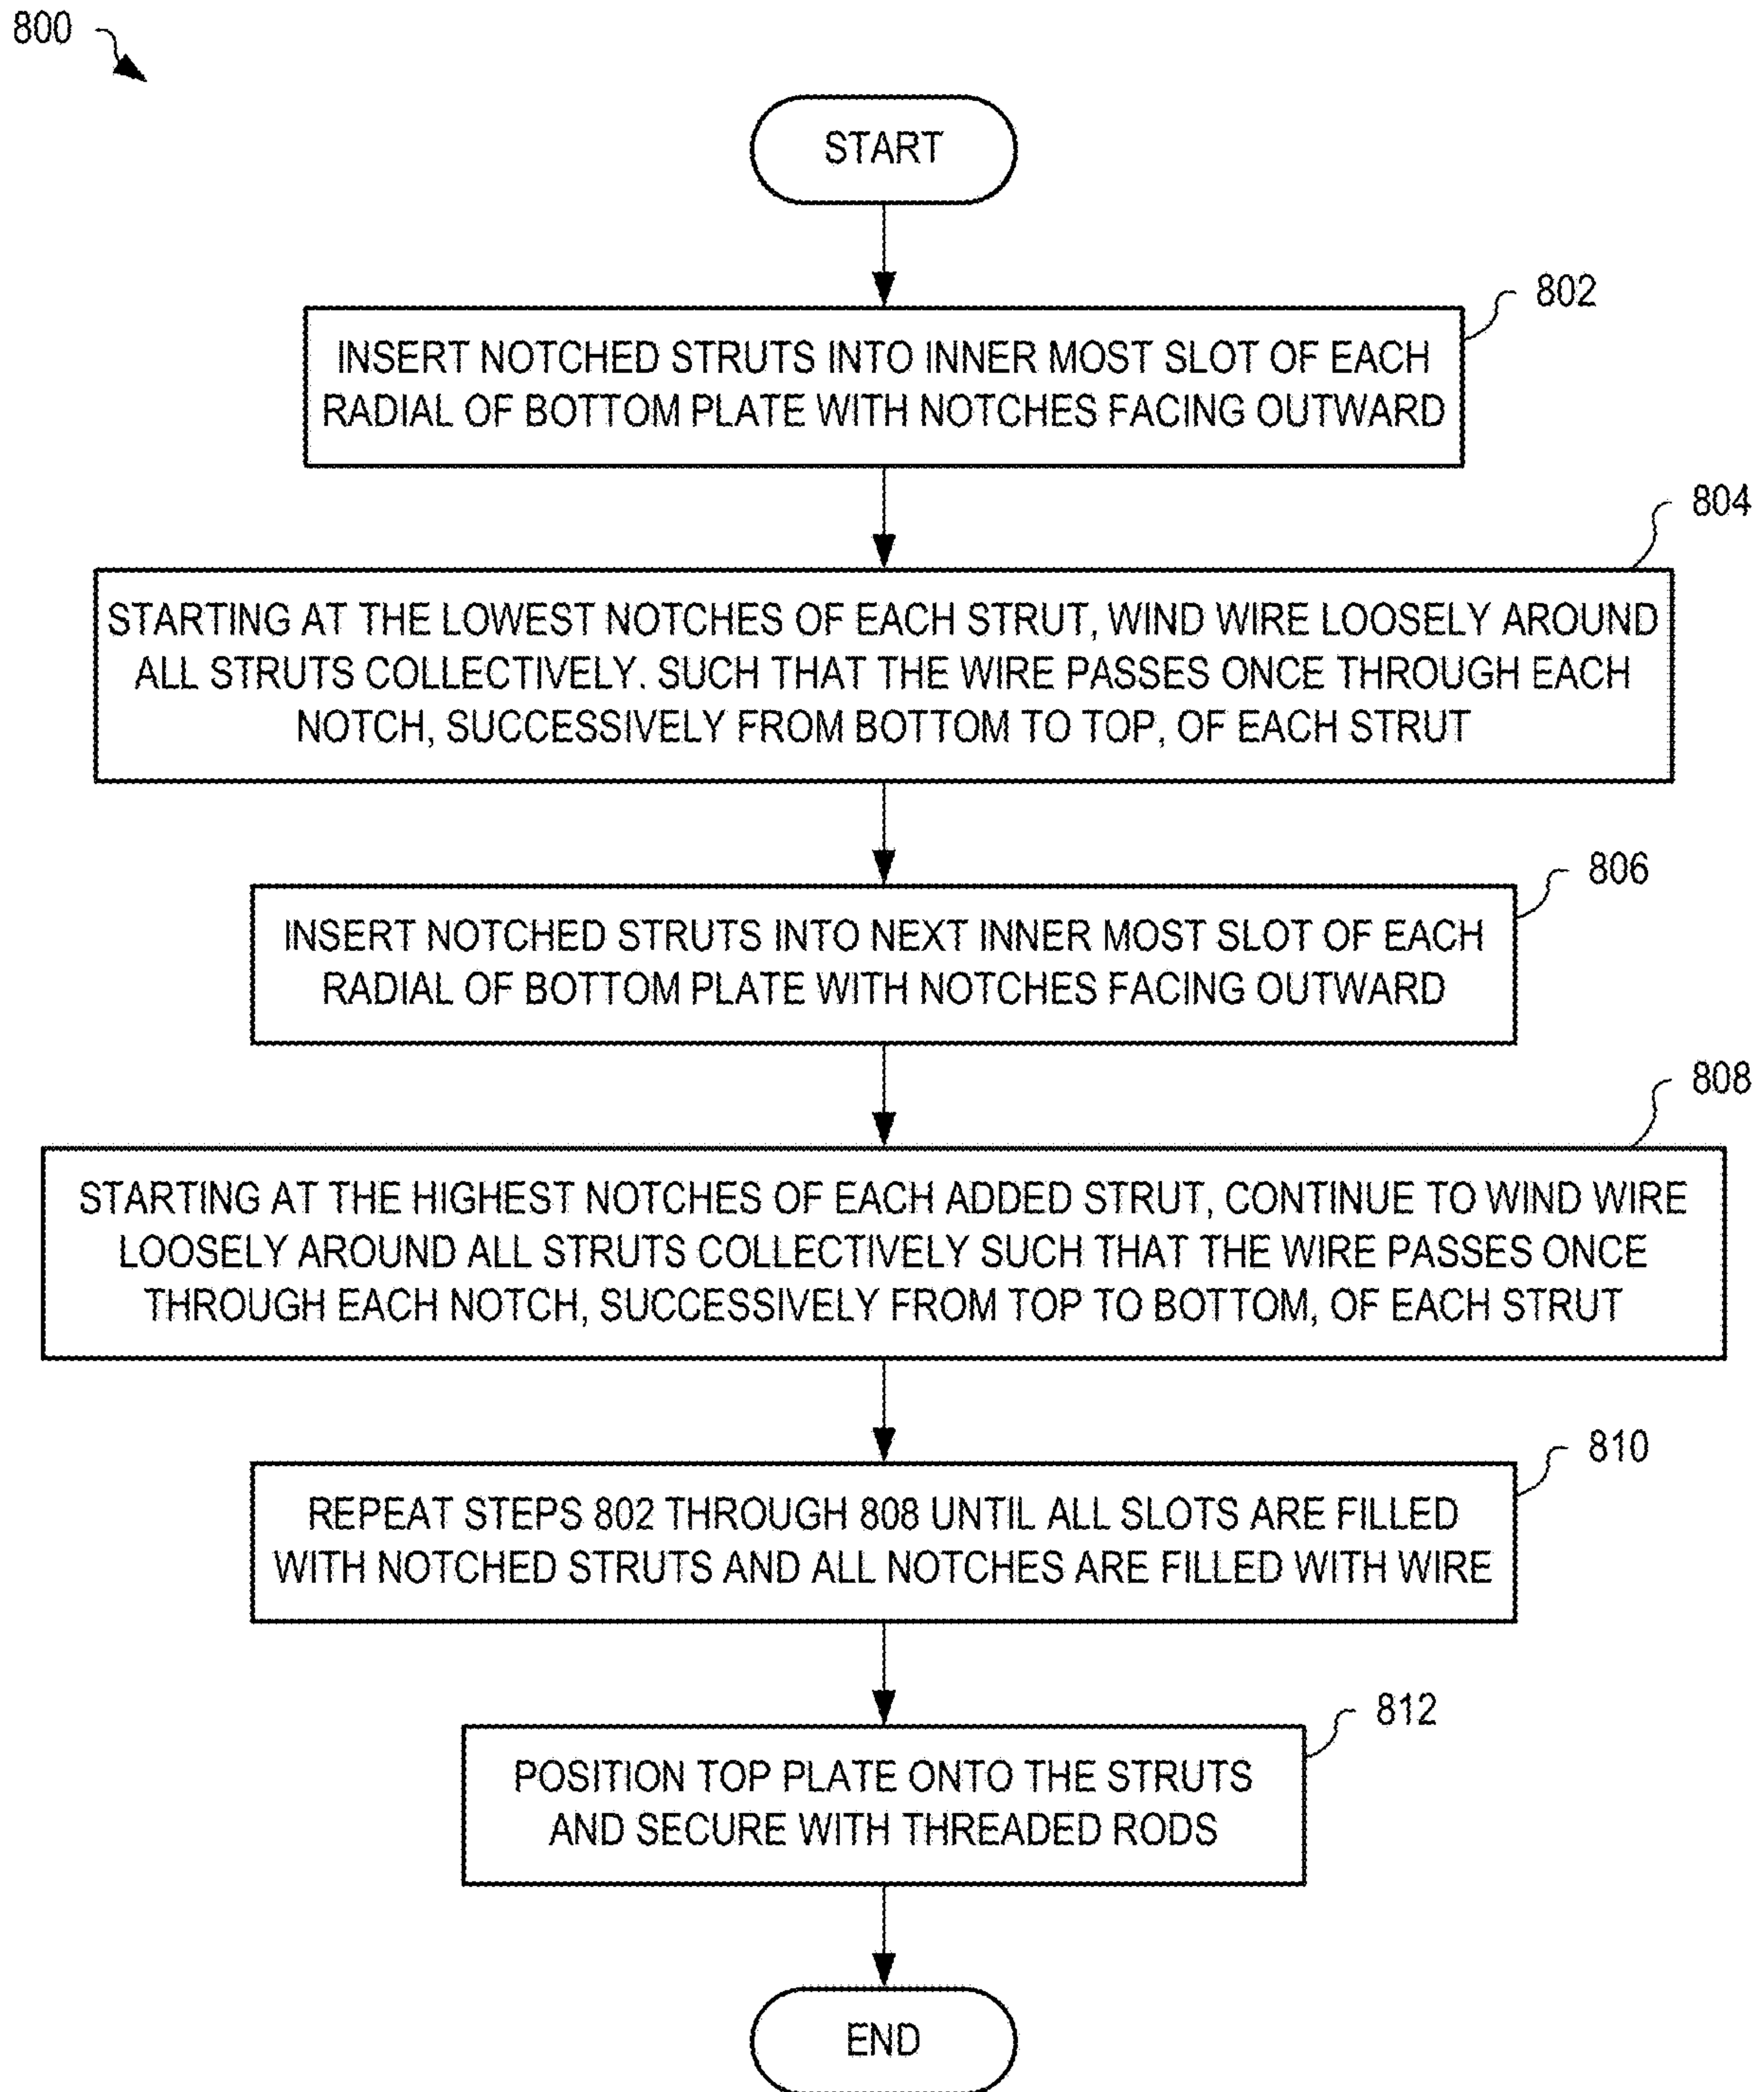 800
START
802
INSERT NOTCHED STRUTS INTO INNER MOST SLOT OF EACH
RADIAL OF BOTTOM PLATE WITH NOTCHES FACING OUTWARD
804
STARTING AT THE LOWEST NOTCHES OF EACH STRUT, WIND WIRE LOOSELY AROUND
ALL STRUTS COLLECTIVELY. SUCH THAT THE WIRE PASSES ONCE THROUGH EACH
NOTCH, SUCCESSIVELY FROM BOTTOM TO TOP, OF EACH STRUT
806
INSERT NOTCHED STRUTS INTO NEXT INNER MOST SLOT OF EACH
RADIAL OF BOTTOM PLATE WITH NOTCHES FACING OUTWARD
808
STARTING AT THE HIGHEST NOTCHES OF EACH ADDED STRUT, CONTINUE TO WIND WIRE
LOOSELY AROUND ALL STRUTS COLLECTIVELY SUCH THAT THE WIRE PASSES ONCE
THROUGH EACH NOTCH, SUCCESSIVELY FROM TOP TO BOTTOM, OF EACH STRUT
810
REPEAT STEPS 802 THROUGH 808 UNTIL ALL SLOTS ARE FILLED
WITH NOTCHED STRUTS AND ALL NOTCHES ARE FILLED WITH WIRE
812
POSITION TOP PLATE ONTO THE STRUTS
AND SECURE WITH THREADED RODS
END